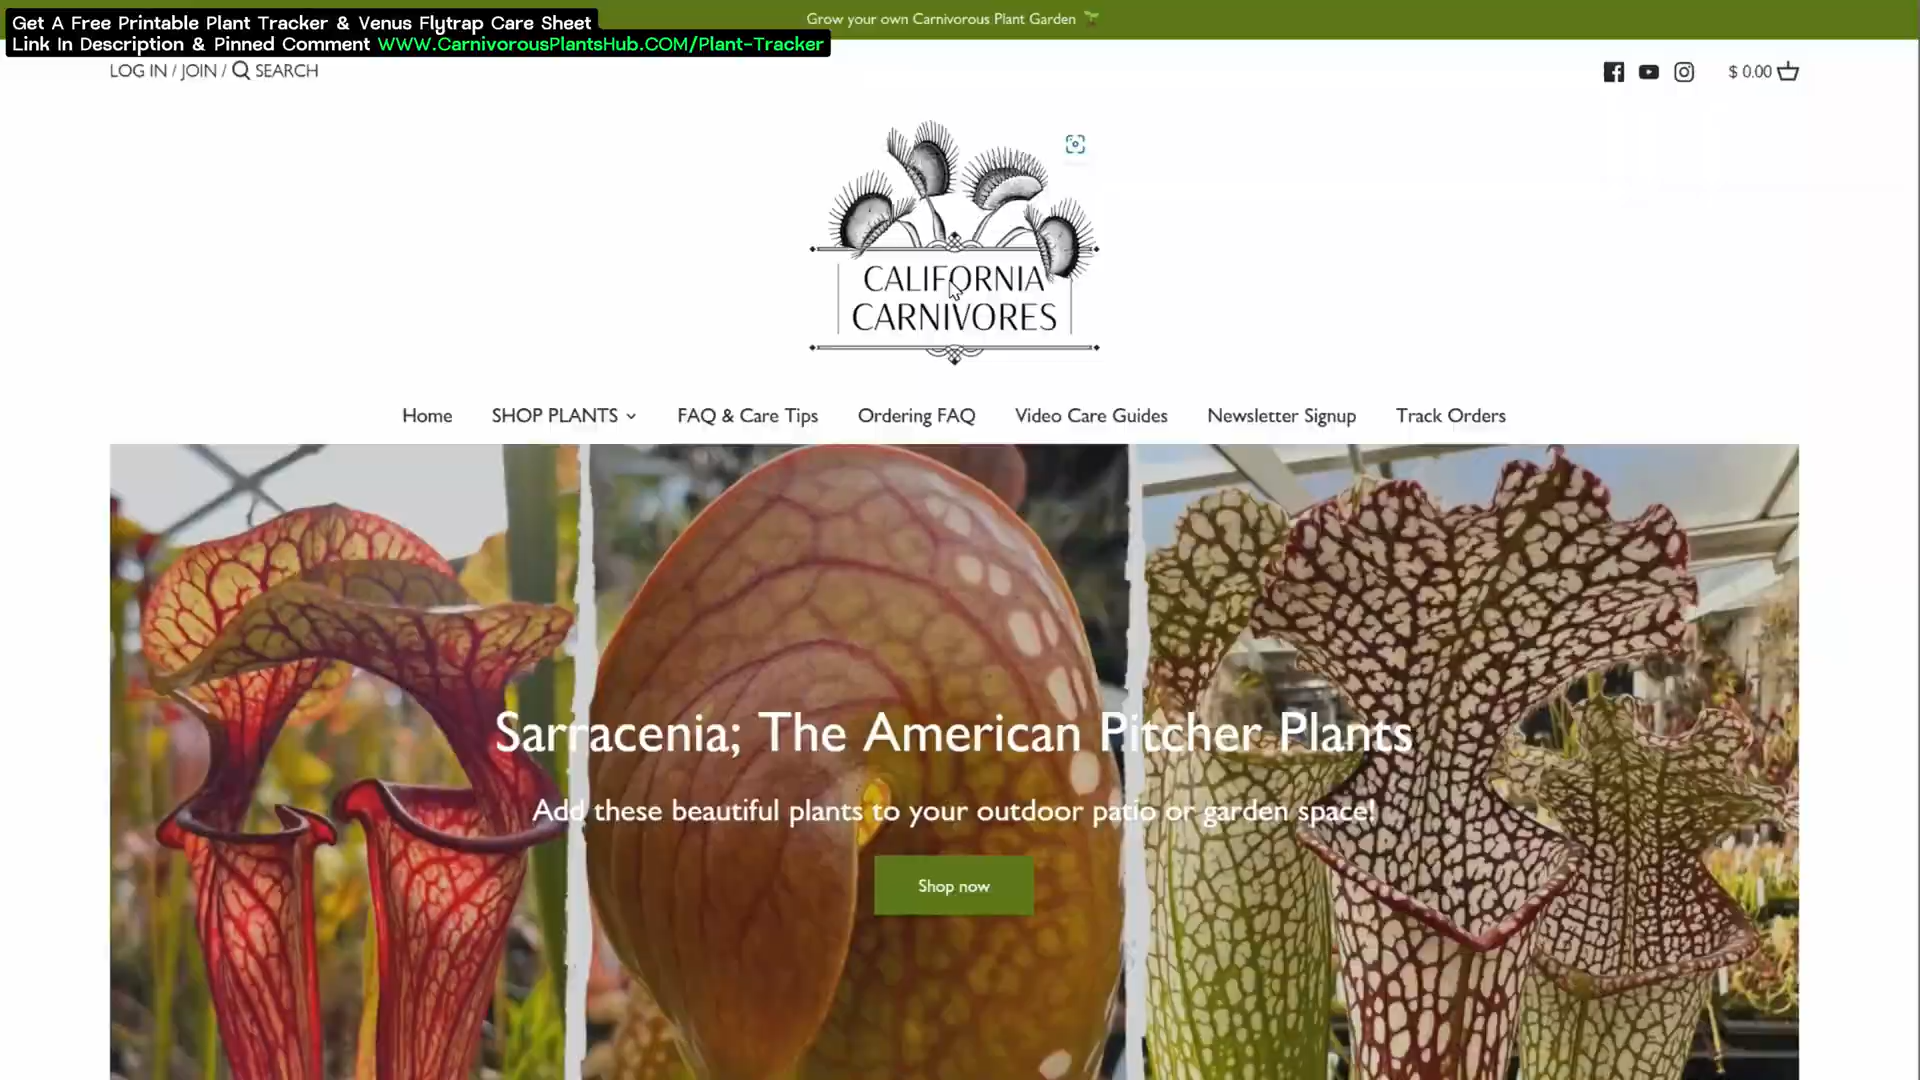 Get A Free Printable Plant Tracker & Venus Flytrap Care Sheet
Link In Description & Pinned Comment WWW.CarnivorousPlantsHub.COM/Plant-Tracker
Grow your own Carnivorous Plant Garden
LOG IN / JOIN / SEARCH
$ 0.00
CALIFORNIA
CARNIVORES
Home SHOP PLANTS FAQ & Care Tips Ordering FAQ Video Care Guides Newsletter Signup Track Orders
Sarracenia; The American Pitcher Plants
Add these beautiful plants to your outdoor patio or garden space!
Shop now